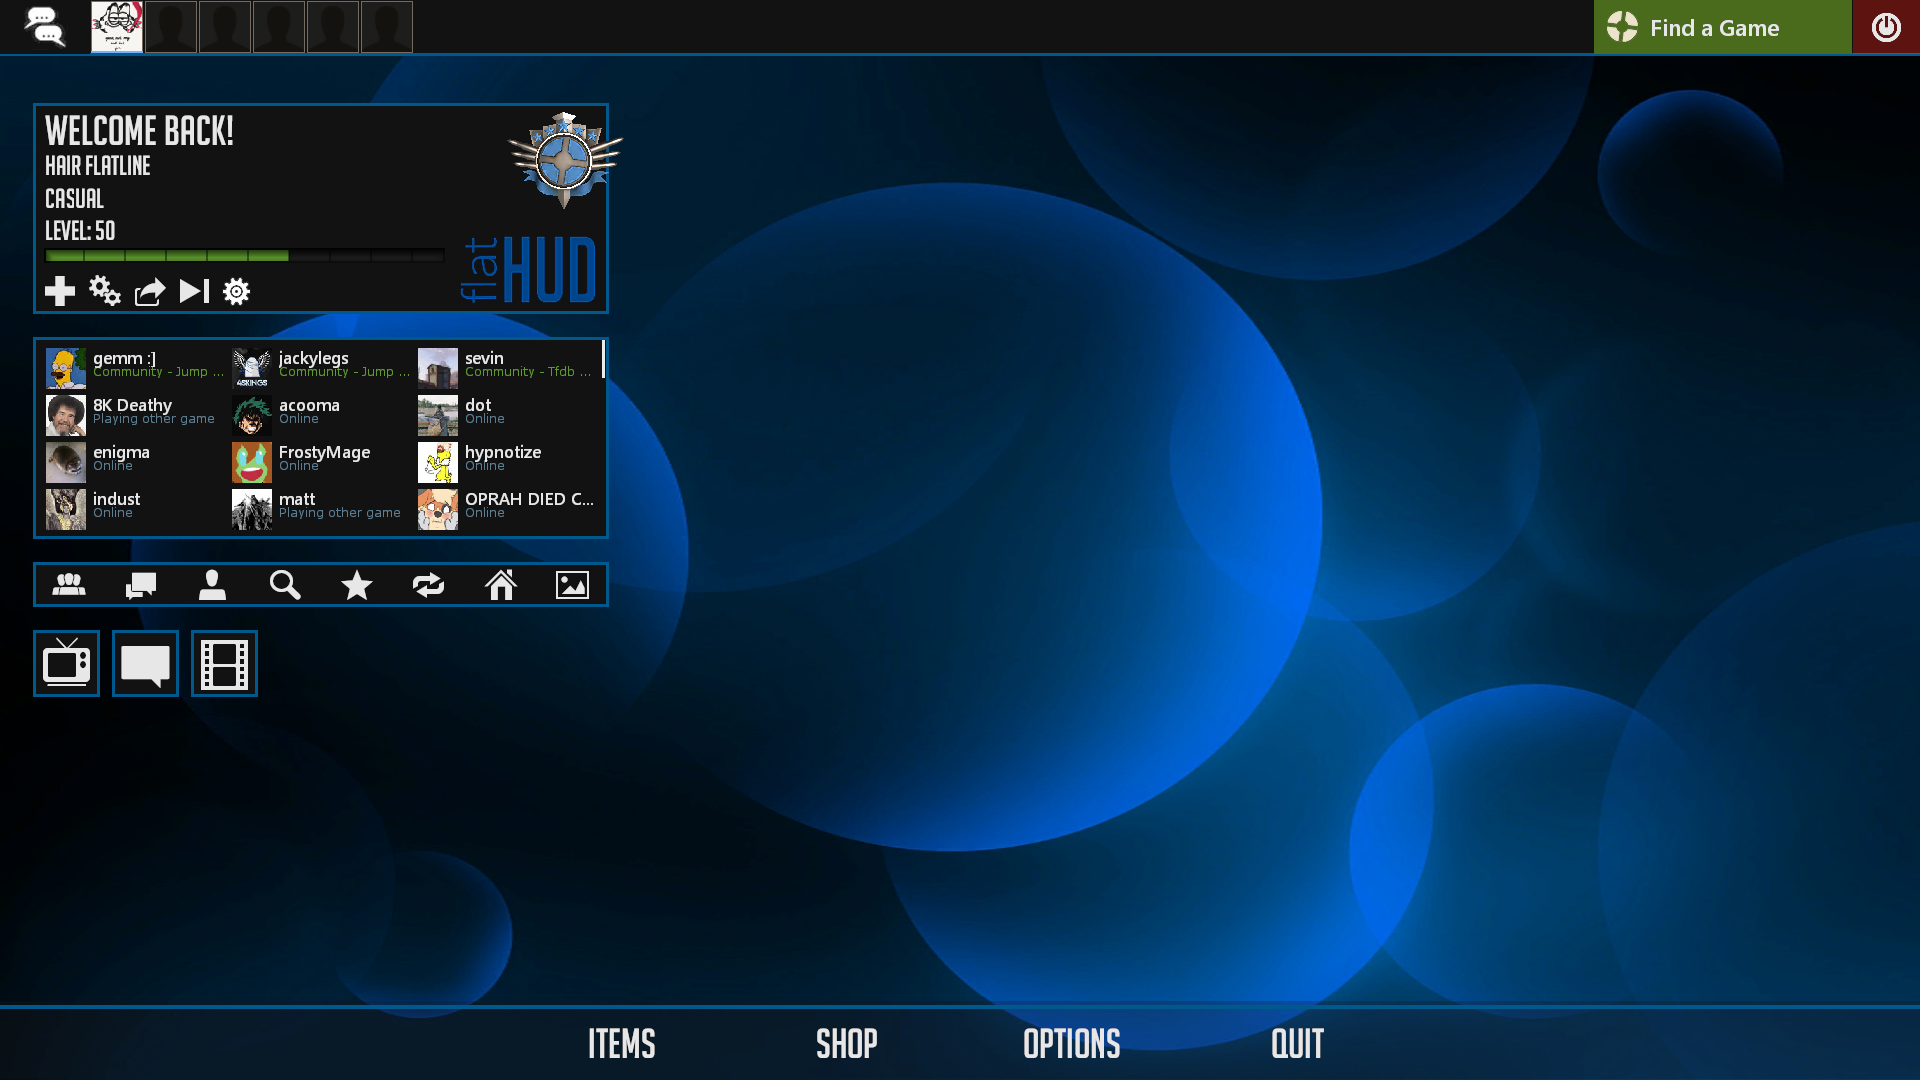 Find a Game
WELCOME BACK!
HAIR FLATLINE
CASUAL
LEVEL: 50
flatHUD
gemm :]
Community - Jump ...
jackylegs
Community - Jump ...
sevin
Community - Tfdb ...
8K Deathy
Playing other game
acooma
Online
dot
Online
enigma
Online
FrostyMage
Online
hypnotize
Online
indust
Online
matt
Playing other game
OPRAH DIED C...
Online
ITEMS
SHOP
OPTIONS
QUIT